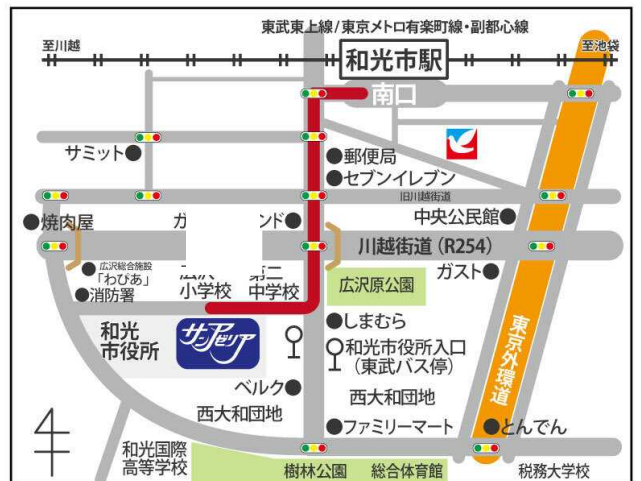 東武東上線/東京メトロ有楽町線・副都心線
至川越
和光市駅
至池袋
南口
サミット
郵便局
セブンイレブン
旧川越街道
焼肉屋
ンド
中央公民館
川越街道(R254)
広沢総合施設
「わぴあ」
消防署
小学校
第二
中学校
広沢原公園
ガスト
和光
市役所
サンアビリア
しまむら
和光市役所入口
(東武バス停)
東京外環道
ベルク
西大和団地
西大和団地
ファミリーマート
とんでん
和光国際
高等学校
樹林公園
総合体育館
税務大学校